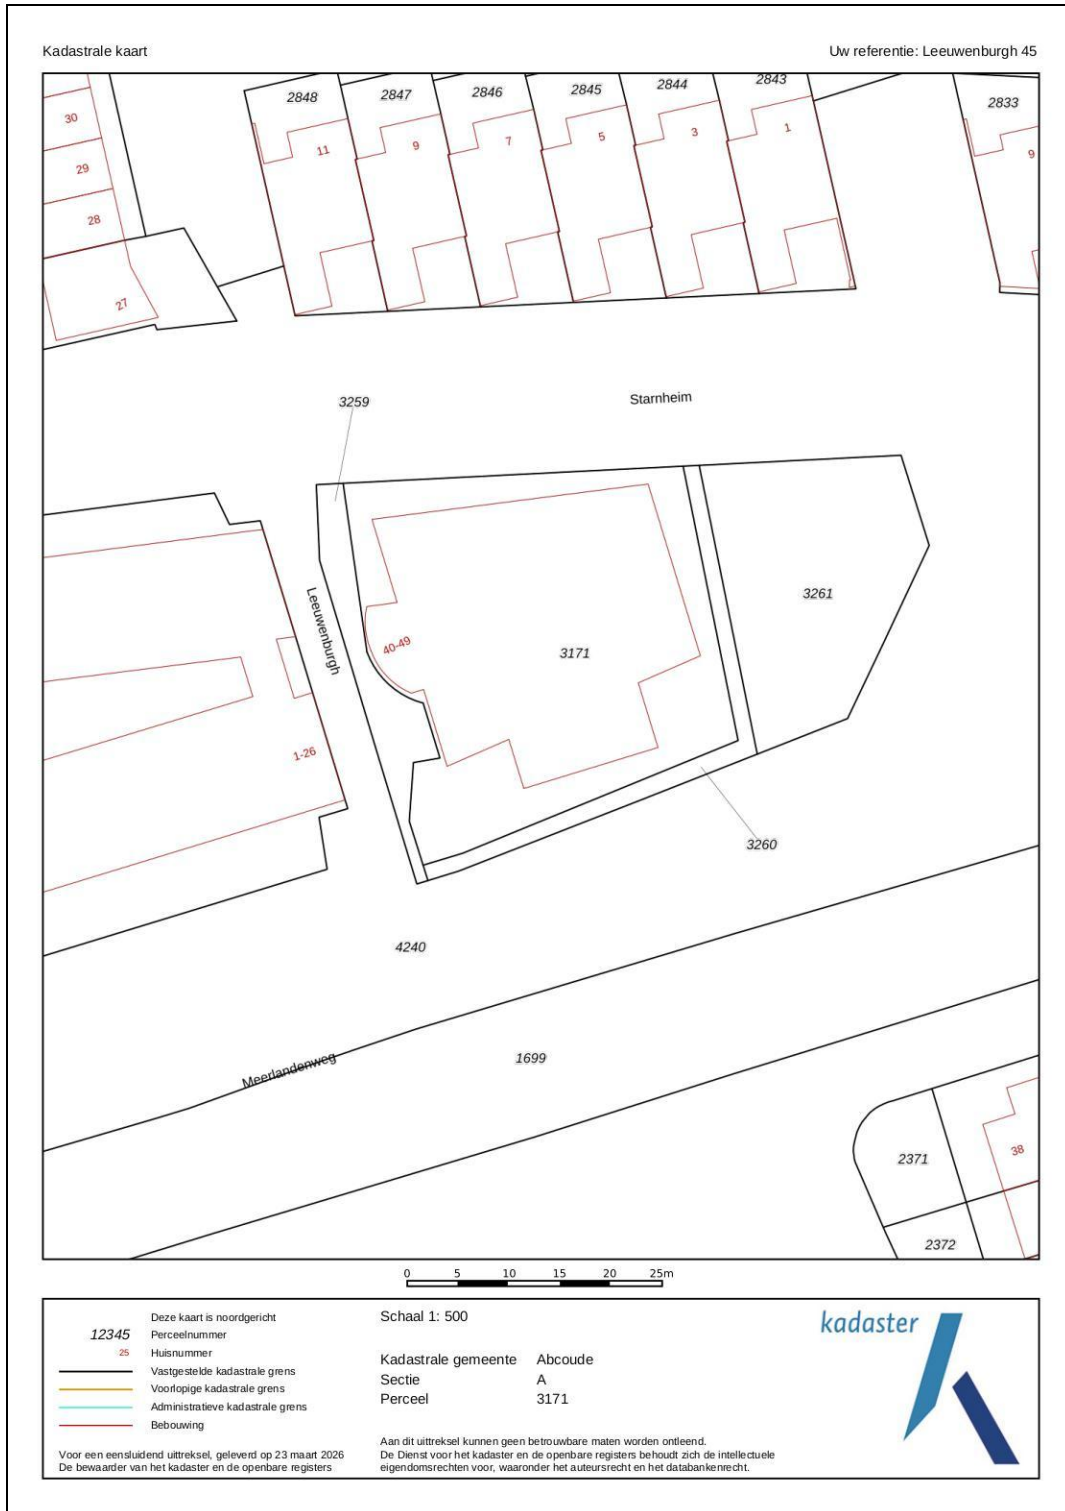 Kadastrale kaart
Uw referentie: Leeuwenburgh 45
2848
2847
2846
2845
2844
2843
2833
30
29
28
27
11
9
7
5
3
1
9
3259
Starnheim
Leeuwenburgh
40-49
3171
3261
1-26
3260
4240
Meerlandenweg
1699
2371
38
2372
0 5 10 15 20 25m
Deze kaart is noordgericht
12345 Perceelnummer
25 Huisnummer
Vastgestelde kadastrale grens
Voorlopige kadastrale grens
Administratieve kadastrale grens
Bebouwing
Voor een eensluidend uittreksel, geleverd op 23 maart 2026
De bewaarder van het kadaster en de openbare registers
Schaal 1: 500
Kadastrale gemeente Abcoude
Sectie A
Perceel 3171
Aan dit uittreksel kunnen geen betrouwbare maten worden ontleend.
De Dienst voor het kadaster en de openbare registers behoudt zich de intellectuele
eigendomsrechten voor, waaronder het auteursrecht en het databankenrecht.
kadaster